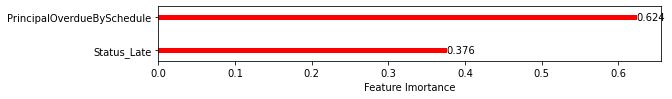 PrincipalOverdueBySchedule
0.624
Status_Late
0.376
0.0 0.1 0.2 0.3 0.4 0.5 0.6
Feature Imortance